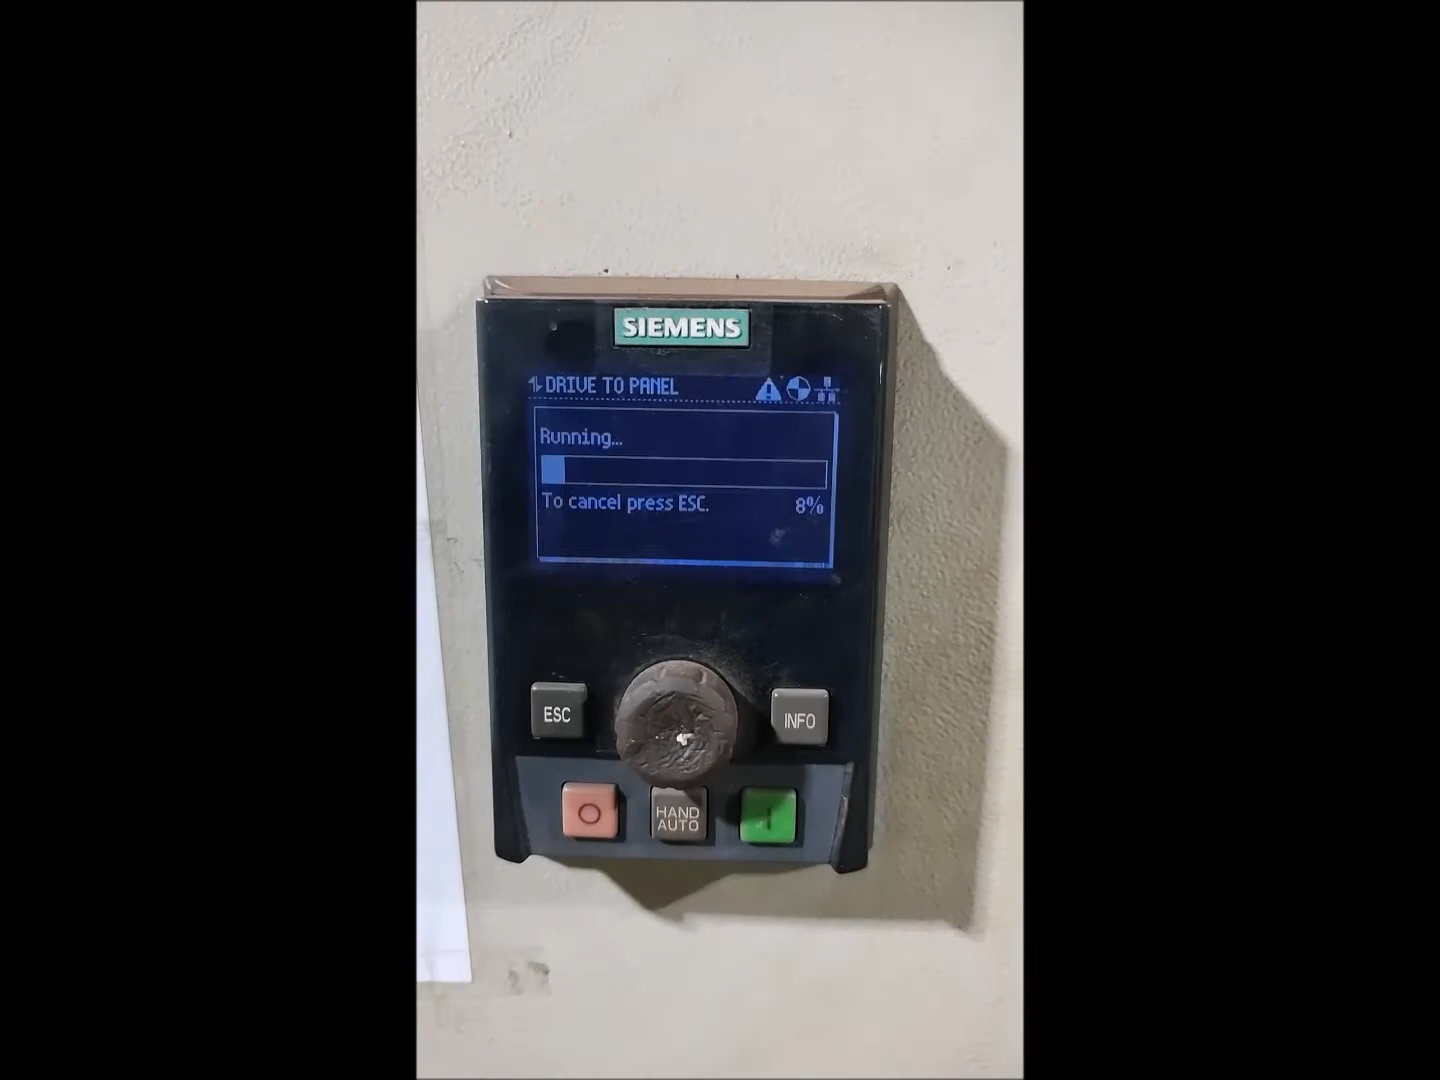 SIEMENS
DRIVE TO PANEL
Running...
To cancel press ESC. 8%
ESC
INFO
HAND
AUTO